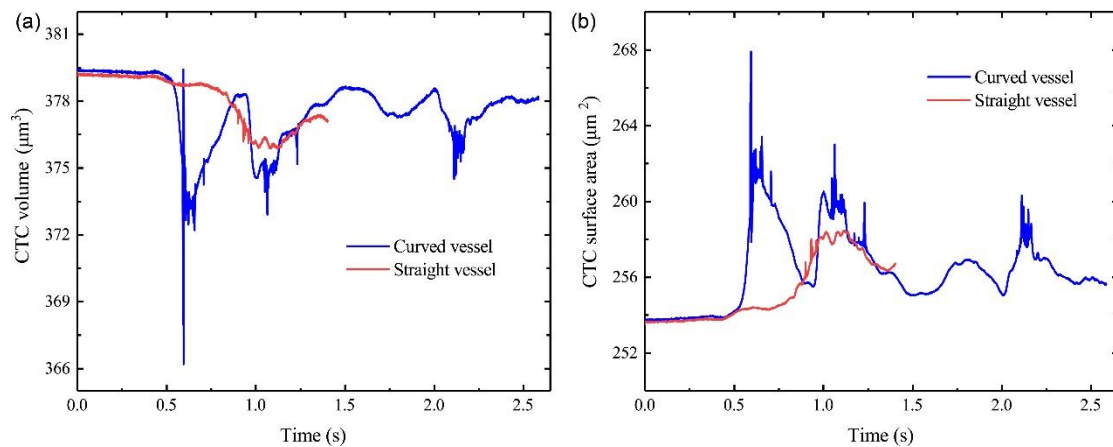 (a)
381
378
375
372
369
366
CTC volume (μm³)
Curved vessel
Straight vessel
0.0 0.5 1.0 1.5 2.0 2.5
Time (s)
(b)
268
264
260
256
252
CTC surface area (μm ²)
Curved vessel
Straight vessel
0.0 0.5 1.0 1.5 2.0 2.5
Time (s)